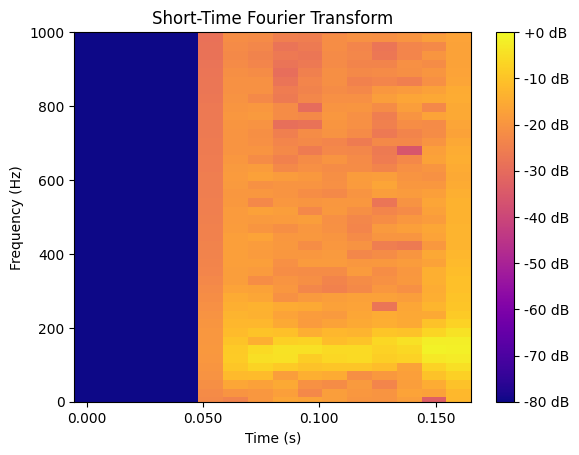 Short-Time Fourier Transform
Frequency (Hz)
1000
800
600
400
200
0
0.000
0.050
0.100
0.150
Time (s)
+0 dB
-10 dB
-20 dB
-30 dB
-40 dB
-50 dB
-60 dB
-70 dB
-80 dB